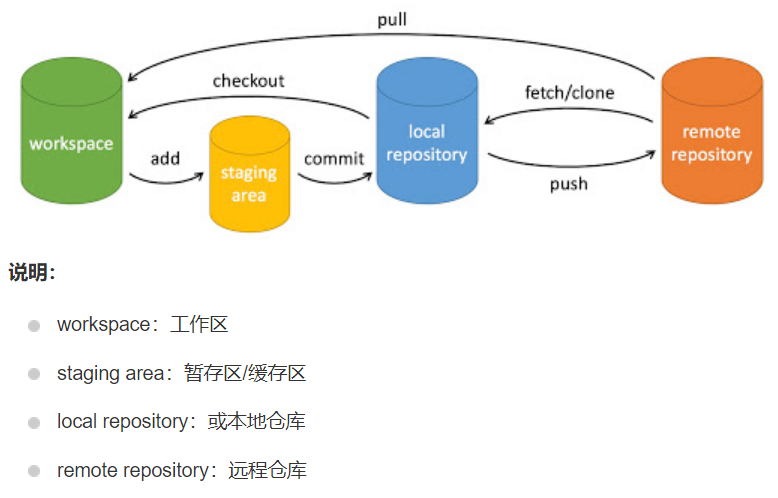 pull
checkout
fetch/clone
workspace
add
staging
area
commit
local
repository
push
remote
repository
说明：
workspace：工作区
staging area：暂存区/缓存区
local repository：或本地仓库
remote repository：远程仓库